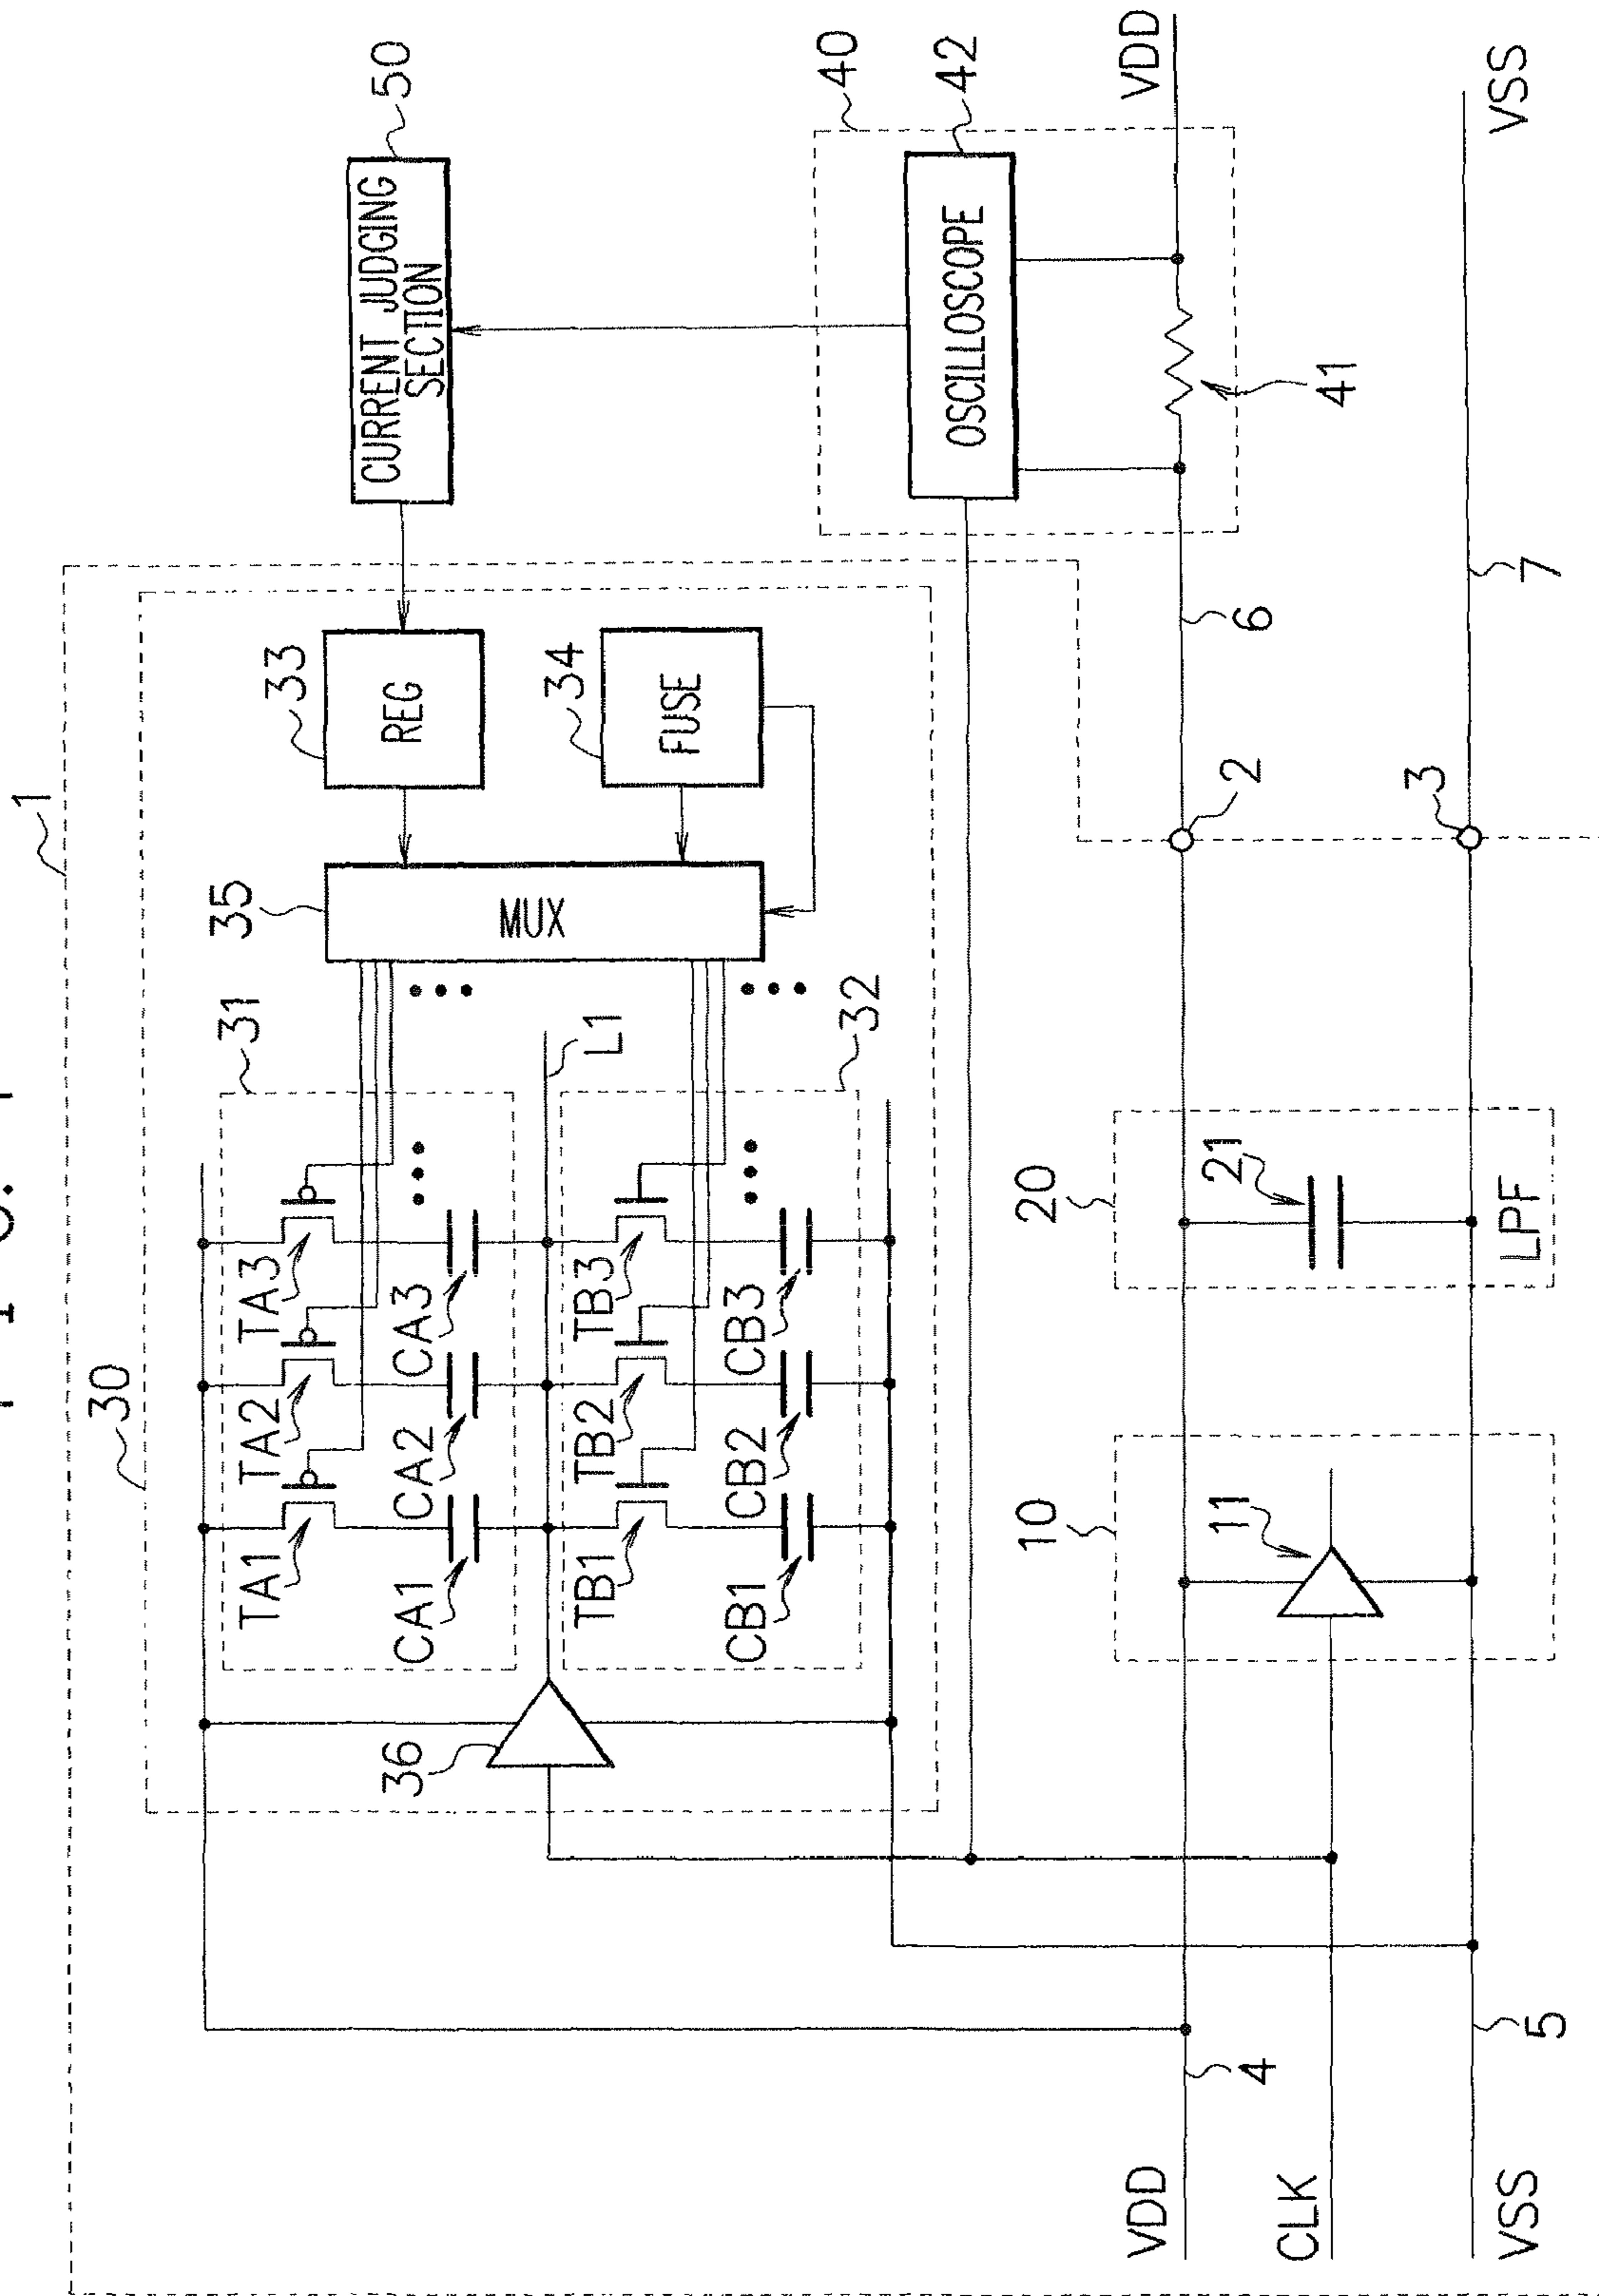 1
30
31
35
33
50
CURRENT JUDGING
SECTION
REG
34
FUSE
MUX
TA1
TA2
TA3
CA1
CA2
CA3
36
L1
TB1
TB2
TB3
CB1
CB2
CB3
32
40
42
OSCILLOSCOPE
41
10
11
20
21
LPF
2
6
VDD
3
7
VSS
VDD
4
CLK
VSS
5